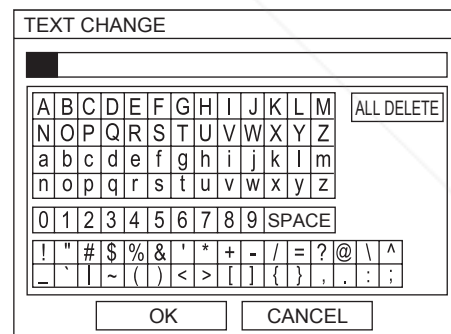 TEXT CHANGE
A B C D E F G H I J K L M ALL DELETE
N O P Q R S T U V W X Y Z
a b c d e f g h i j k l m
n o p q r s t u v w x y z
0 1 2 3 4 5 6 7 8 9 SPACE
! " # $ % & ' * + - / = ? @ \ ^
_ ` | ~ ( ) < > [ ] { } , . : ;
OK CANCEL